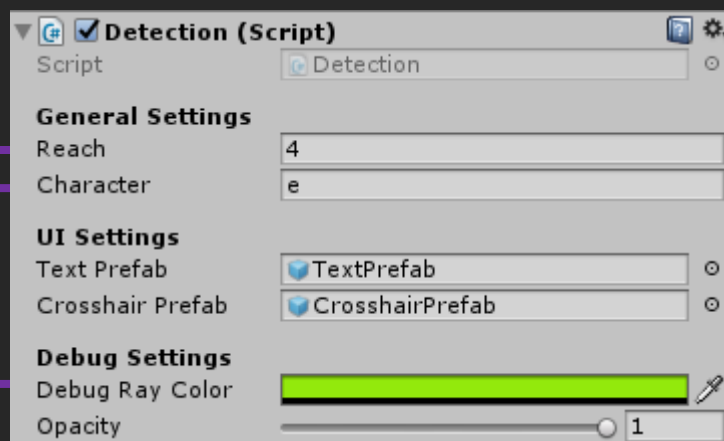 Detection (Script)
Script Detection
General Settings
Reach 4
Character e
UI Settings
Text Prefab TextPrefab
Crosshair Prefab CrosshairPrefab
Debug Settings
Debug Ray Color
Opacity 1